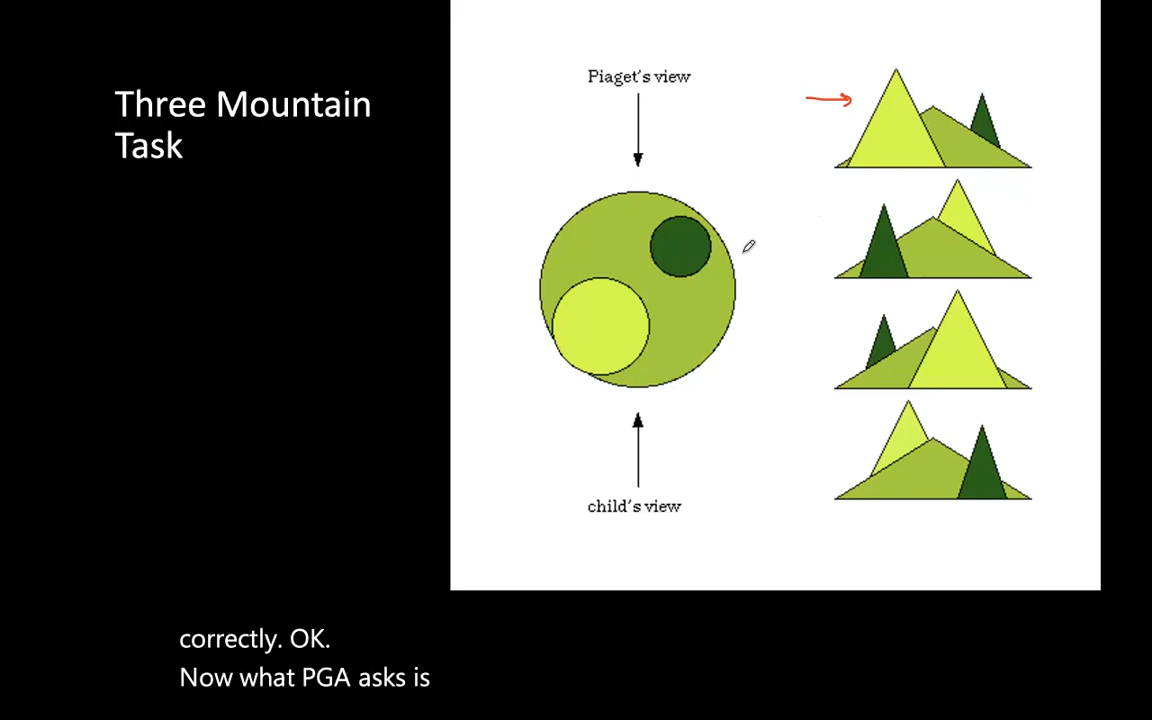 Three Mountain
Task
Piaget's view
child's view
correctly. OK.
Now what PGA asks is